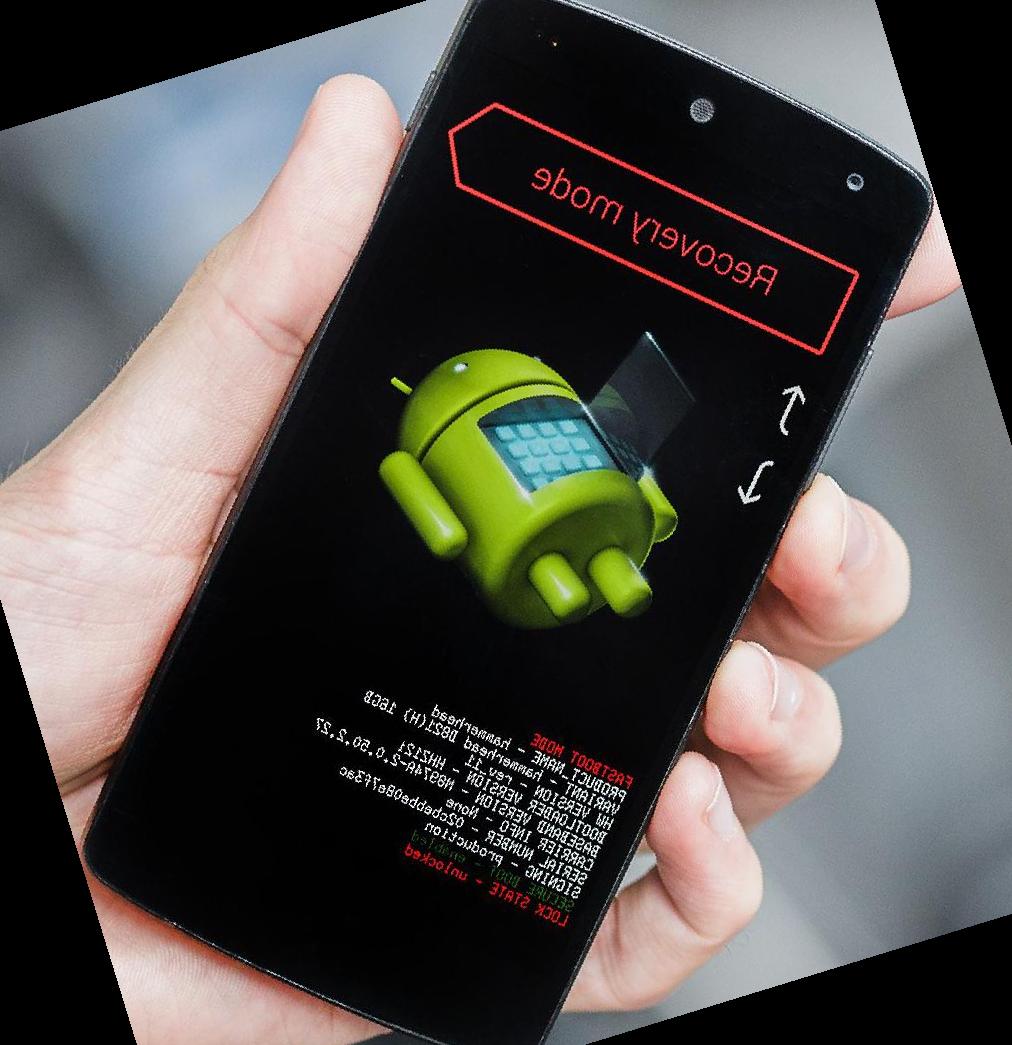 Recovery mode
FASTBOOT MODE
PRODUCT_NAME - hammerhead
VARIANT - hammerhead D821(H) 16GB
HW VERSION - rev_11
BOOTLOADER VERSION - HHZ12i
BASEBAND VERSION - M8974A-2.0.50.2.27
CARRIER INFO - None
SERIAL NUMBER - 02cbebbe08e7f3ac
SIGNING - production
SECURE BOOT - enabled
LOCK STATE - unlocked